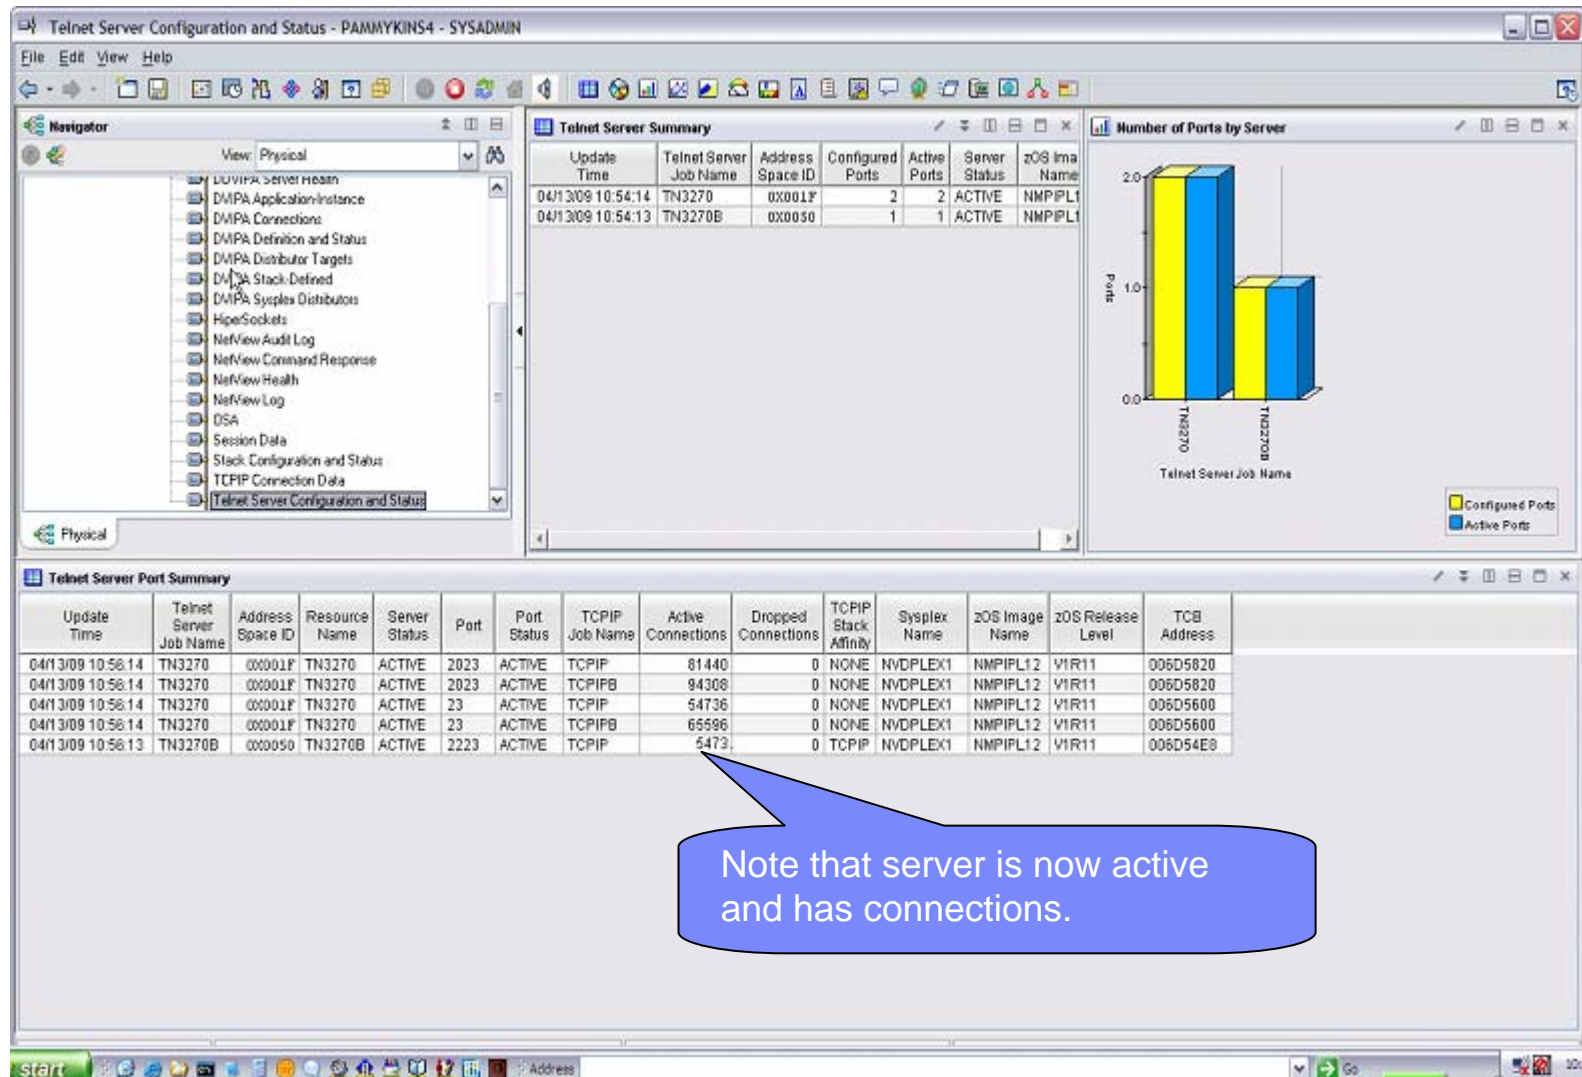 Telnet Server Configuration and Status - PAMMYKINS4 - SYSADMIN
File Edit View Help
Navigator
View: Physical
DDVIPA Server Health
DVIPA Application-Instance
DVIPA Connections
DVIPA Definition and Status
DVIPA Distributor Targets
DVIPA Stack-Defined
DVIPA Sysplex Distributors
HiperSockets
NetView Audit Log
NetView Command Response
NetView Health
NetView Log
OSA
Session Data
Stack Configuration and Status
TCPIP Connection Data
Telnet Server Configuration and Status
Physical
Telnet Server Summary
Update Time Telnet Server Job Name Address Space ID Configured Ports Active Ports Server Status zOS Ima Name
04/13/09 10:54:14 TN3270 0X001F 2 2 ACTIVE NMPIPL1
04/13/09 10:54:13 TN3270B 0X0050 1 1 ACTIVE NMPIPL1
Number of Ports by Server
2.0
1.0
0.0
Ports
TN3270
TN3270B
Telnet Server Job Name
Configured Ports
Active Ports
Telnet Server Port Summary
Update Time Telnet Server Job Name Address Space ID Resource Name Server Status Port Port Status TCPIP Job Name Active Connections Dropped Connections TCPIP Stack Affinity Sysplex Name zOS Image Name zOS Release Level TCB Address
04/13/09 10:56:14 TN3270 0X001F TN3270 ACTIVE 2023 ACTIVE TCPIP 81440 0 NONE NVDPLEX1 NMPIPL12 V1R11 006D5820
04/13/09 10:56:14 TN3270 0X001F TN3270 ACTIVE 2023 ACTIVE TCPIPB 94308 0 NONE NVDPLEX1 NMPIPL12 V1R11 006D5820
04/13/09 10:56:14 TN3270 0X001F TN3270 ACTIVE 23 ACTIVE TCPIP 54736 0 NONE NVDPLEX1 NMPIPL12 V1R11 006D5600
04/13/09 10:56:14 TN3270 0X001F TN3270 ACTIVE 23 ACTIVE TCPIPB 65596 0 NONE NVDPLEX1 NMPIPL12 V1R11 006D5600
04/13/09 10:56:13 TN3270B 0X0050 TN3270B ACTIVE 2223 ACTIVE TCPIP 5473 0 TCPIP NVDPLEX1 NMPIPL12 V1R11 006D54E8
Note that server is now active
and has connections.
start Address Go